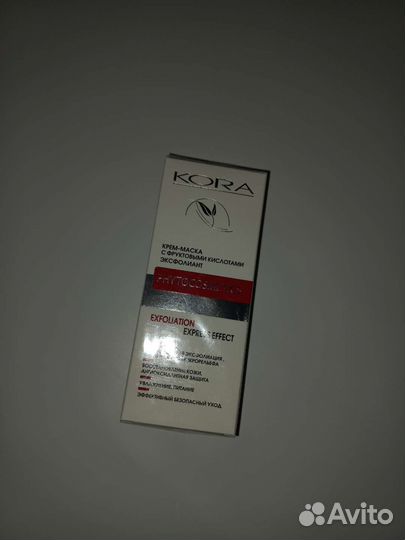 KORA
КРЕМ-МАСКА
С ФРУКТОВЫМИ КИСЛОТАМИ
ЭКСФОЛИАНТ
EXFOLIATION
EXPRESS EFFECT
ВОССТАНОВЛЕНИЕ КОЖИ,
АНТИОКСИДАНТНАЯ ЗАЩИТА
УВЛАЖНЕНИЕ, ПИТАНИЕ
ЭФФЕКТИВНЫЙ БЕЗОПАСНЫЙ УХОД
Avito